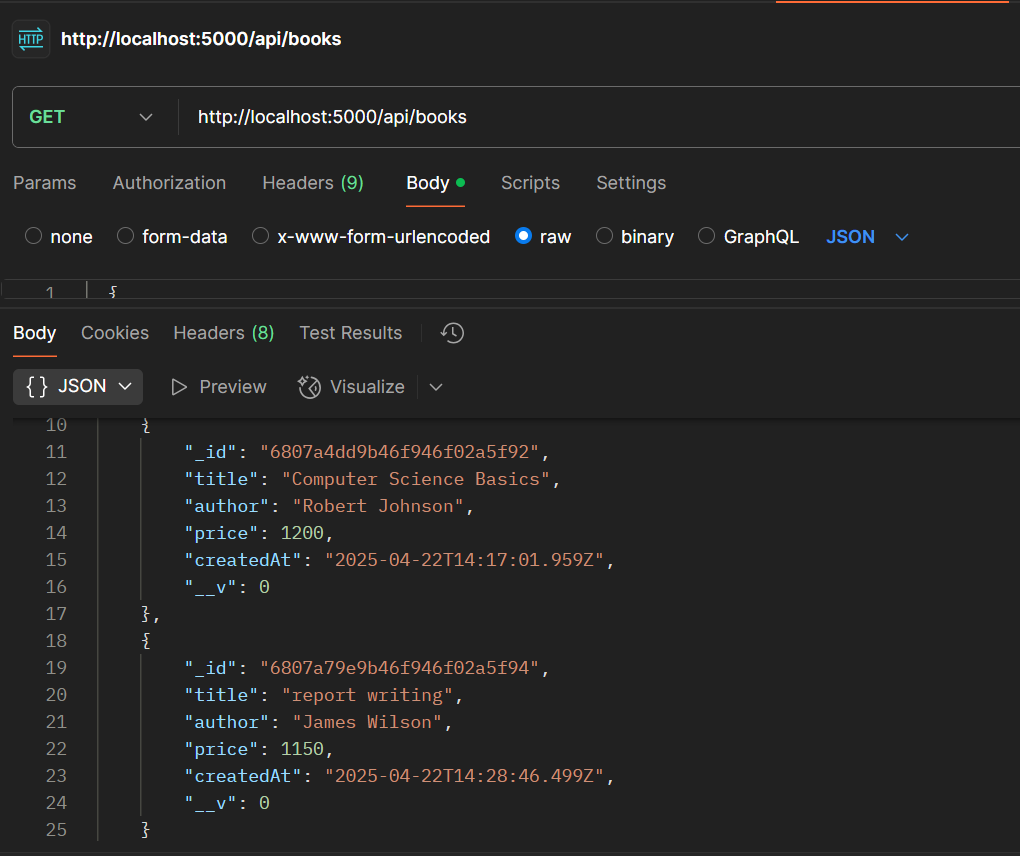 HTTP http://localhost:5000/api/books
GET http://localhost:5000/api/books
Params Authorization Headers (9) Body Scripts Settings
none form-data x-www-form-urlencoded raw binary GraphQL JSON
1 {
Body Cookies Headers (8) Test Results
{} JSON Preview Visualize
10 {
11 "_id": "6807a4dd9b46f946f02a5f92",
12 "title": "Computer Science Basics",
13 "author": "Robert Johnson",
14 "price": 1200,
15 "createdAt": "2025-04-22T14:17:01.959Z",
16 "__v": 0
17 },
18 {
19 "_id": "6807a79e9b46f946f02a5f94",
20 "title": "report writing",
21 "author": "James Wilson",
22 "price": 1150,
23 "createdAt": "2025-04-22T14:28:46.499Z",
24 "__v": 0
25 }